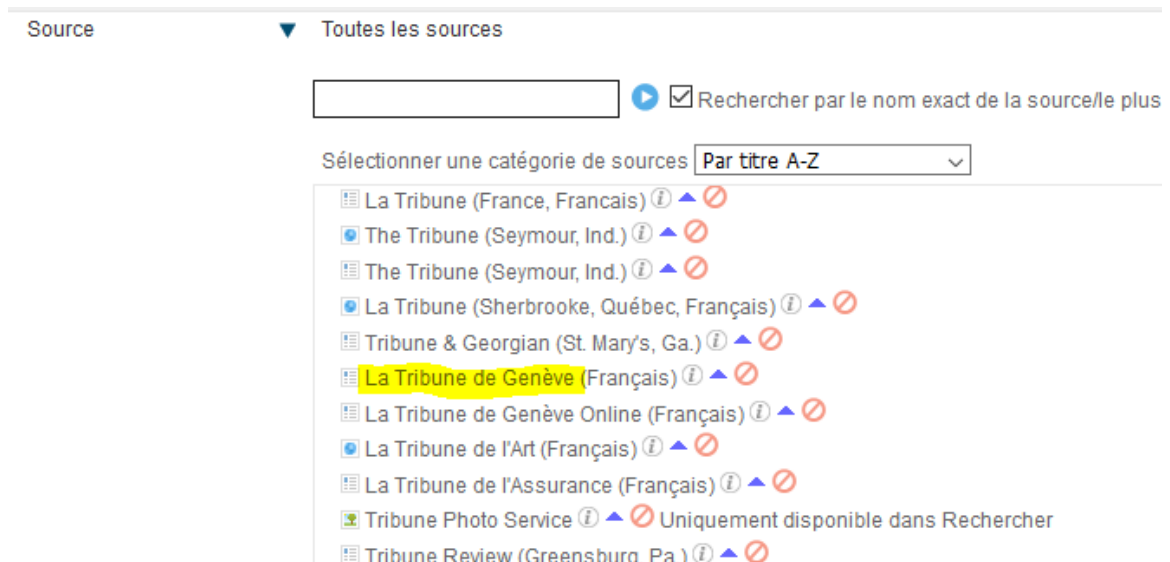 Source Toutes les sources
Rechercher par le nom exact de la source/le plus
Sélectionner une catégorie de sources Par titre A-Z
La Tribune (France, Francais)
The Tribune (Seymour, Ind.)
The Tribune (Seymour, Ind.)
La Tribune (Sherbrooke, Québec, Français)
Tribune & Georgian (St. Mary's, Ga.)
La Tribune de Genève (Français)
La Tribune de Genève Online (Français)
La Tribune de l'Art (Français)
La Tribune de l'Assurance (Français)
Tribune Photo Service Uniquement disponible dans Rechercher
Tribune Review (Greensburg, Pa.)